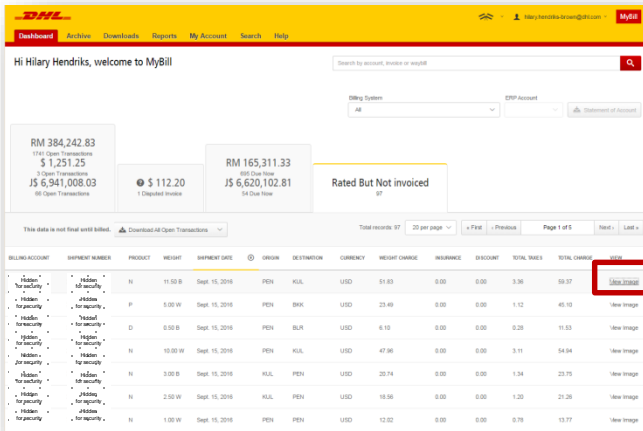 DHL
hilary.hendriks-brown@dhl.com MyBill
Dashboard Archive Downloads Reports My Account Search Help
Hi Hilary Hendriks, welcome to MyBill
Search by account, invoice or waybill
Billing System ERP Account
All Statement of Account
RM 384,242.83
1741 Open Transactions
$ 1,251.25
3 Open Transactions
J$ 6,941,008.03
66 Open Transactions
$ 112.20
1 Disputed Invoice
RM 165,311.33
695 Due Now
J$ 6,620,102.81
54 Due Now
Rated But Not invoiced
97
This data is not final until billed. Download All Open Transactions Total records: 97 20 per page « First ‹ Previous Page 1 of 5 Next › Last »
BILLING ACCOUNT SHIPMENT NUMBER PRODUCT WEIGHT SHIPMENT DATE ORIGIN DESTINATION CURRENCY WEIGHT CHARGE INSURANCE DISCOUNT TOTAL TAXES TOTAL CHARGE VIEW
Hidden for security Hidden for security N 11.50 B Sept. 15, 2016 PEN KUL USD 51.83 0.00 0.00 3.36 59.37 View Image
Hidden for security Hidden for security P 5.00 W Sept. 15, 2016 PEN BKK USD 23.49 0.00 0.00 1.12 45.10 View Image
Hidden for security Hidden for security D 0.50 B Sept. 15, 2016 PEN BLR USD 6.10 0.00 0.00 0.28 11.53 View Image
Hidden for security Hidden for security N 10.00 W Sept. 15, 2016 PEN KUL USD 47.96 0.00 0.00 3.11 54.94 View Image
Hidden for security Hidden for security N 3.00 B Sept. 15, 2016 KUL PEN USD 20.74 0.00 0.00 1.34 23.75 View Image
Hidden for security Hidden for security N 2.50 W Sept. 15, 2016 KUL PEN USD 18.56 0.00 0.00 1.20 21.26 View Image
Hidden for security Hidden for security N 1.00 W Sept. 15, 2016 PEN PEN USD 12.02 0.00 0.00 0.78 13.77 View Image